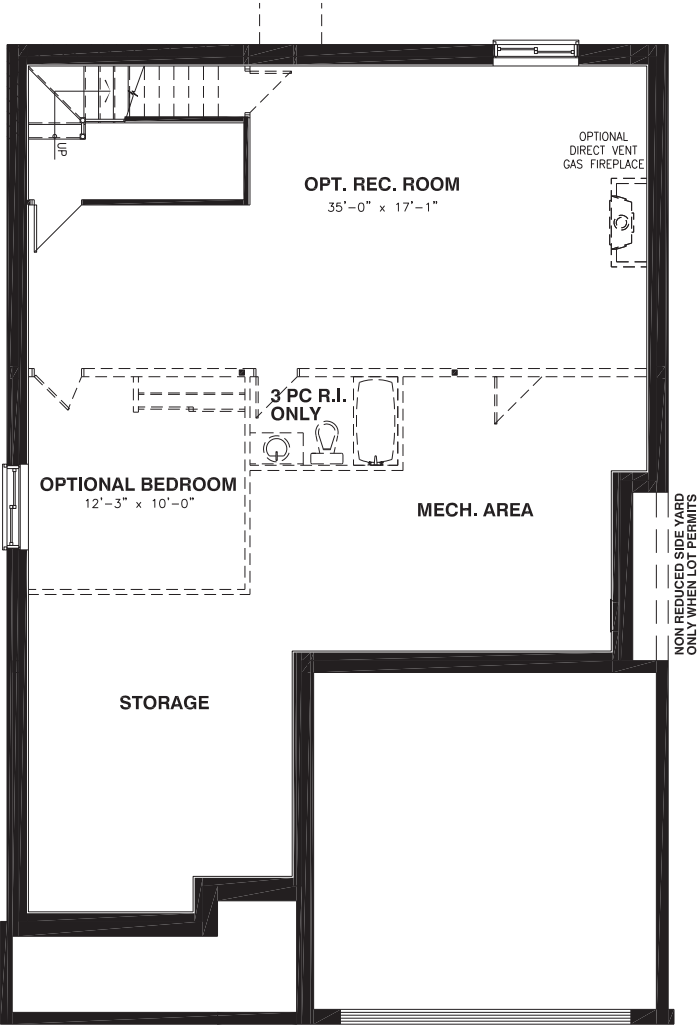 UP
OPTIONAL
DIRECT VENT
GAS FIREPLACE
OPT. REC. ROOM
35'-0" x 17'-1"
3 PC R.I.
ONLY
OPTIONAL BEDROOM
12'-3" x 10'-0"
MECH. AREA
NON REDUCED SIDE YARD
ONLY WHEN LOT PERMITS
STORAGE